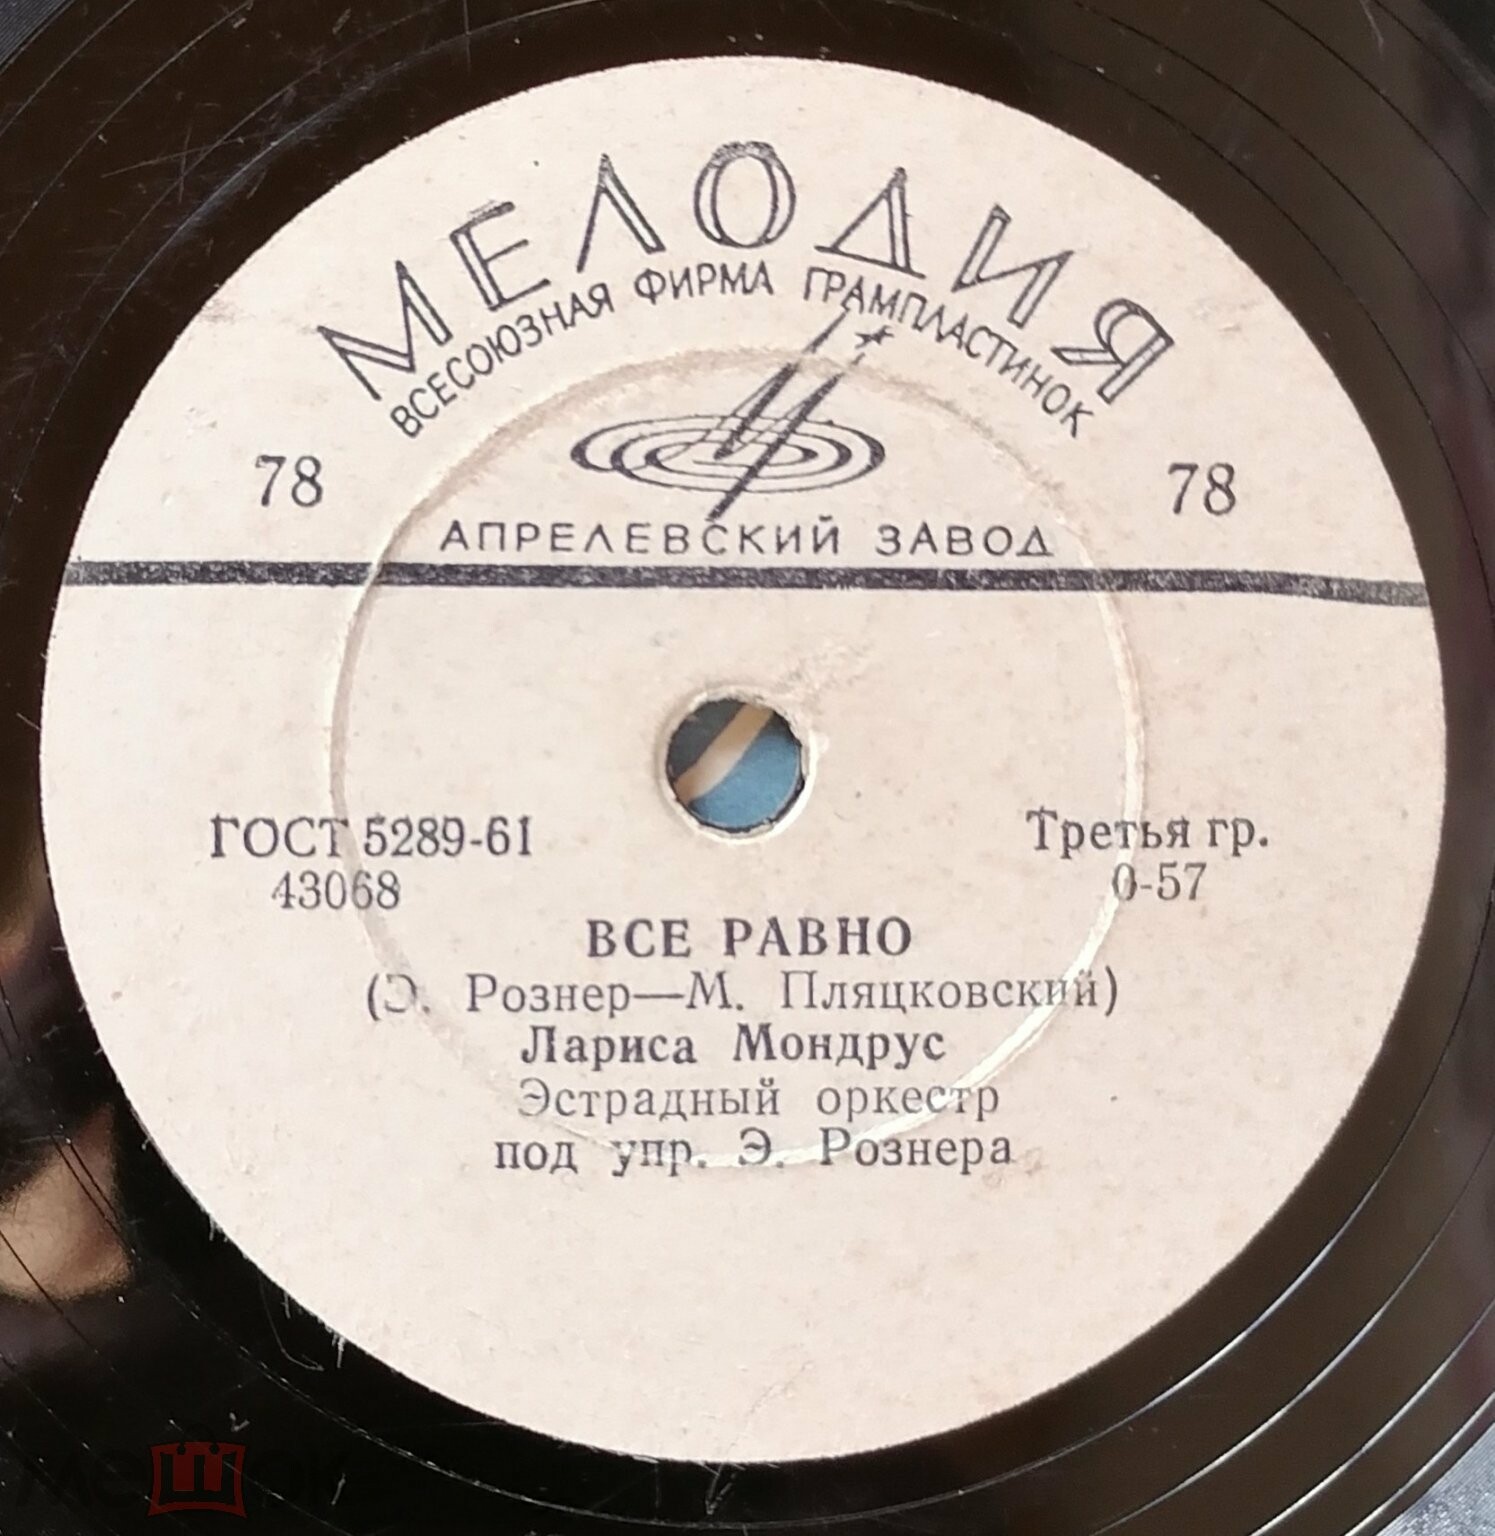 МЕЛОДИЯ
ВСЕСОЮЗНАЯ ФИРМА ГРАМПЛАСТИНОК
78 78
АПРЕЛЕВСКИЙ ЗАВОД
ГОСТ 5289-61 Третья гр.
43068 0-57
ВСЕ РАВНО
(Э. Рознер—М. Пляцковский)
Лариса Мондрус
Эстрадный оркестр
под упр. Э. Рознера